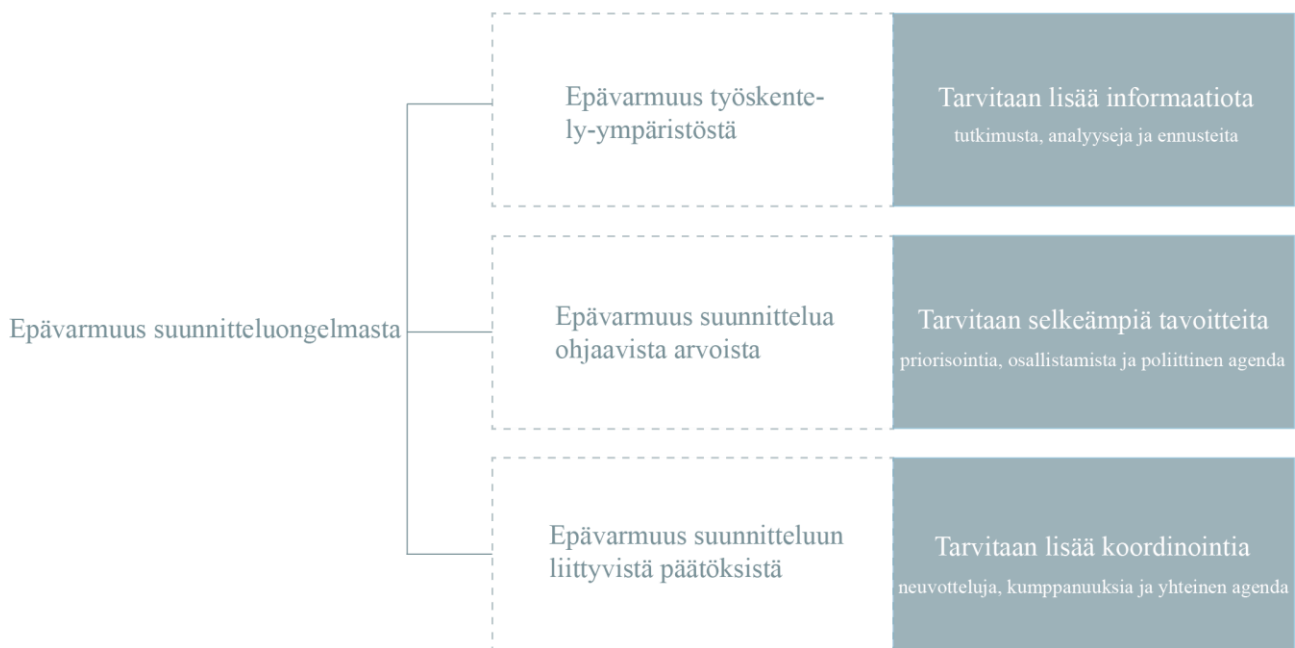 Epävarmuus suunnitteluongelmasta
Epävarmuus työskente-
ly-ympäristöstä
Tarvitaan lisää informaatiota
tutkimusta, analyyseja ja ennusteita
Epävarmuus suunnittelua
ohjaavista arvoista
Tarvitaan selkeämpiä tavoitteita
priorisointia, osallistamista ja poliittinen agenda
Epävarmuus suunnitteluun
liittyvistä päätöksistä
Tarvitaan lisää koordinointia
neuvotteluja, kumppanuuksia ja yhteinen agenda